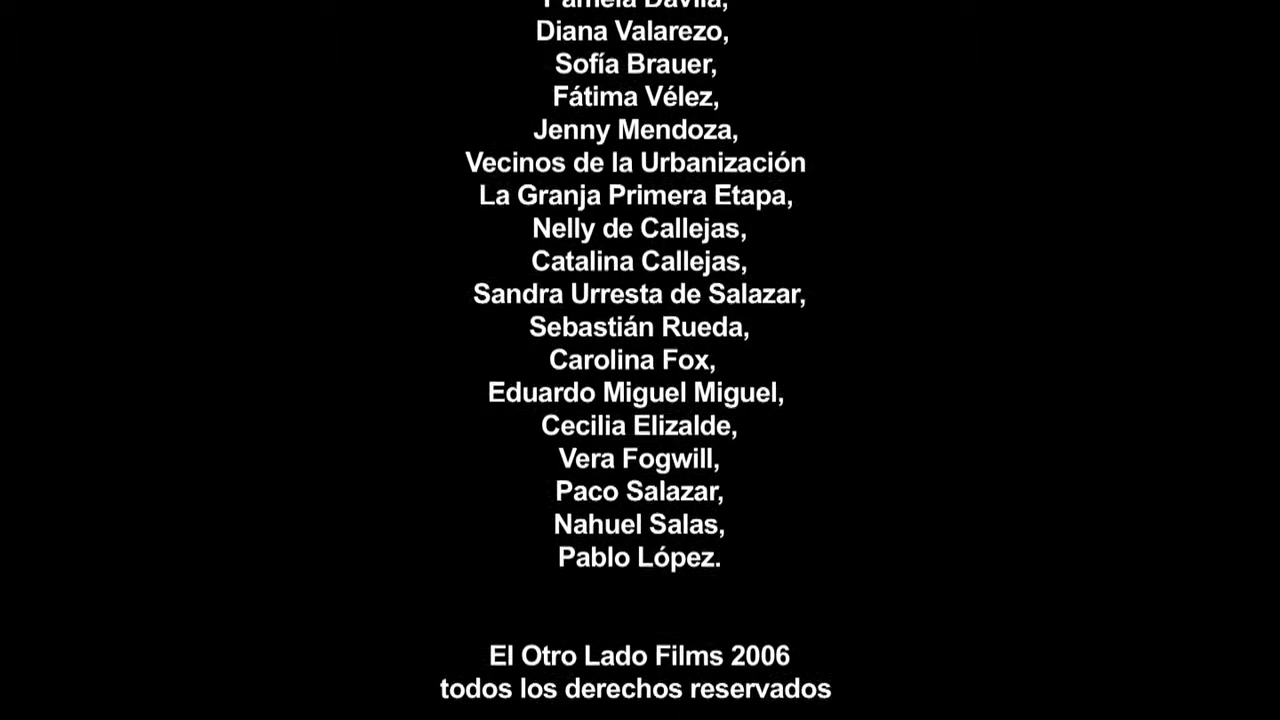 Pamela Dávila,
Diana Valarezo,
Sofía Brauer,
Fátima Vélez,
Jenny Mendoza,
Vecinos de la Urbanización
La Granja Primera Etapa,
Nelly de Callejas,
Catalina Callejas,
Sandra Urresta de Salazar,
Sebastián Rueda,
Carolina Fox,
Eduardo Miguel Miguel,
Cecilia Elizalde,
Vera Fogwill,
Paco Salazar,
Nahuel Salas,
Pablo López.
El Otro Lado Films 2006
todos los derechos reservados